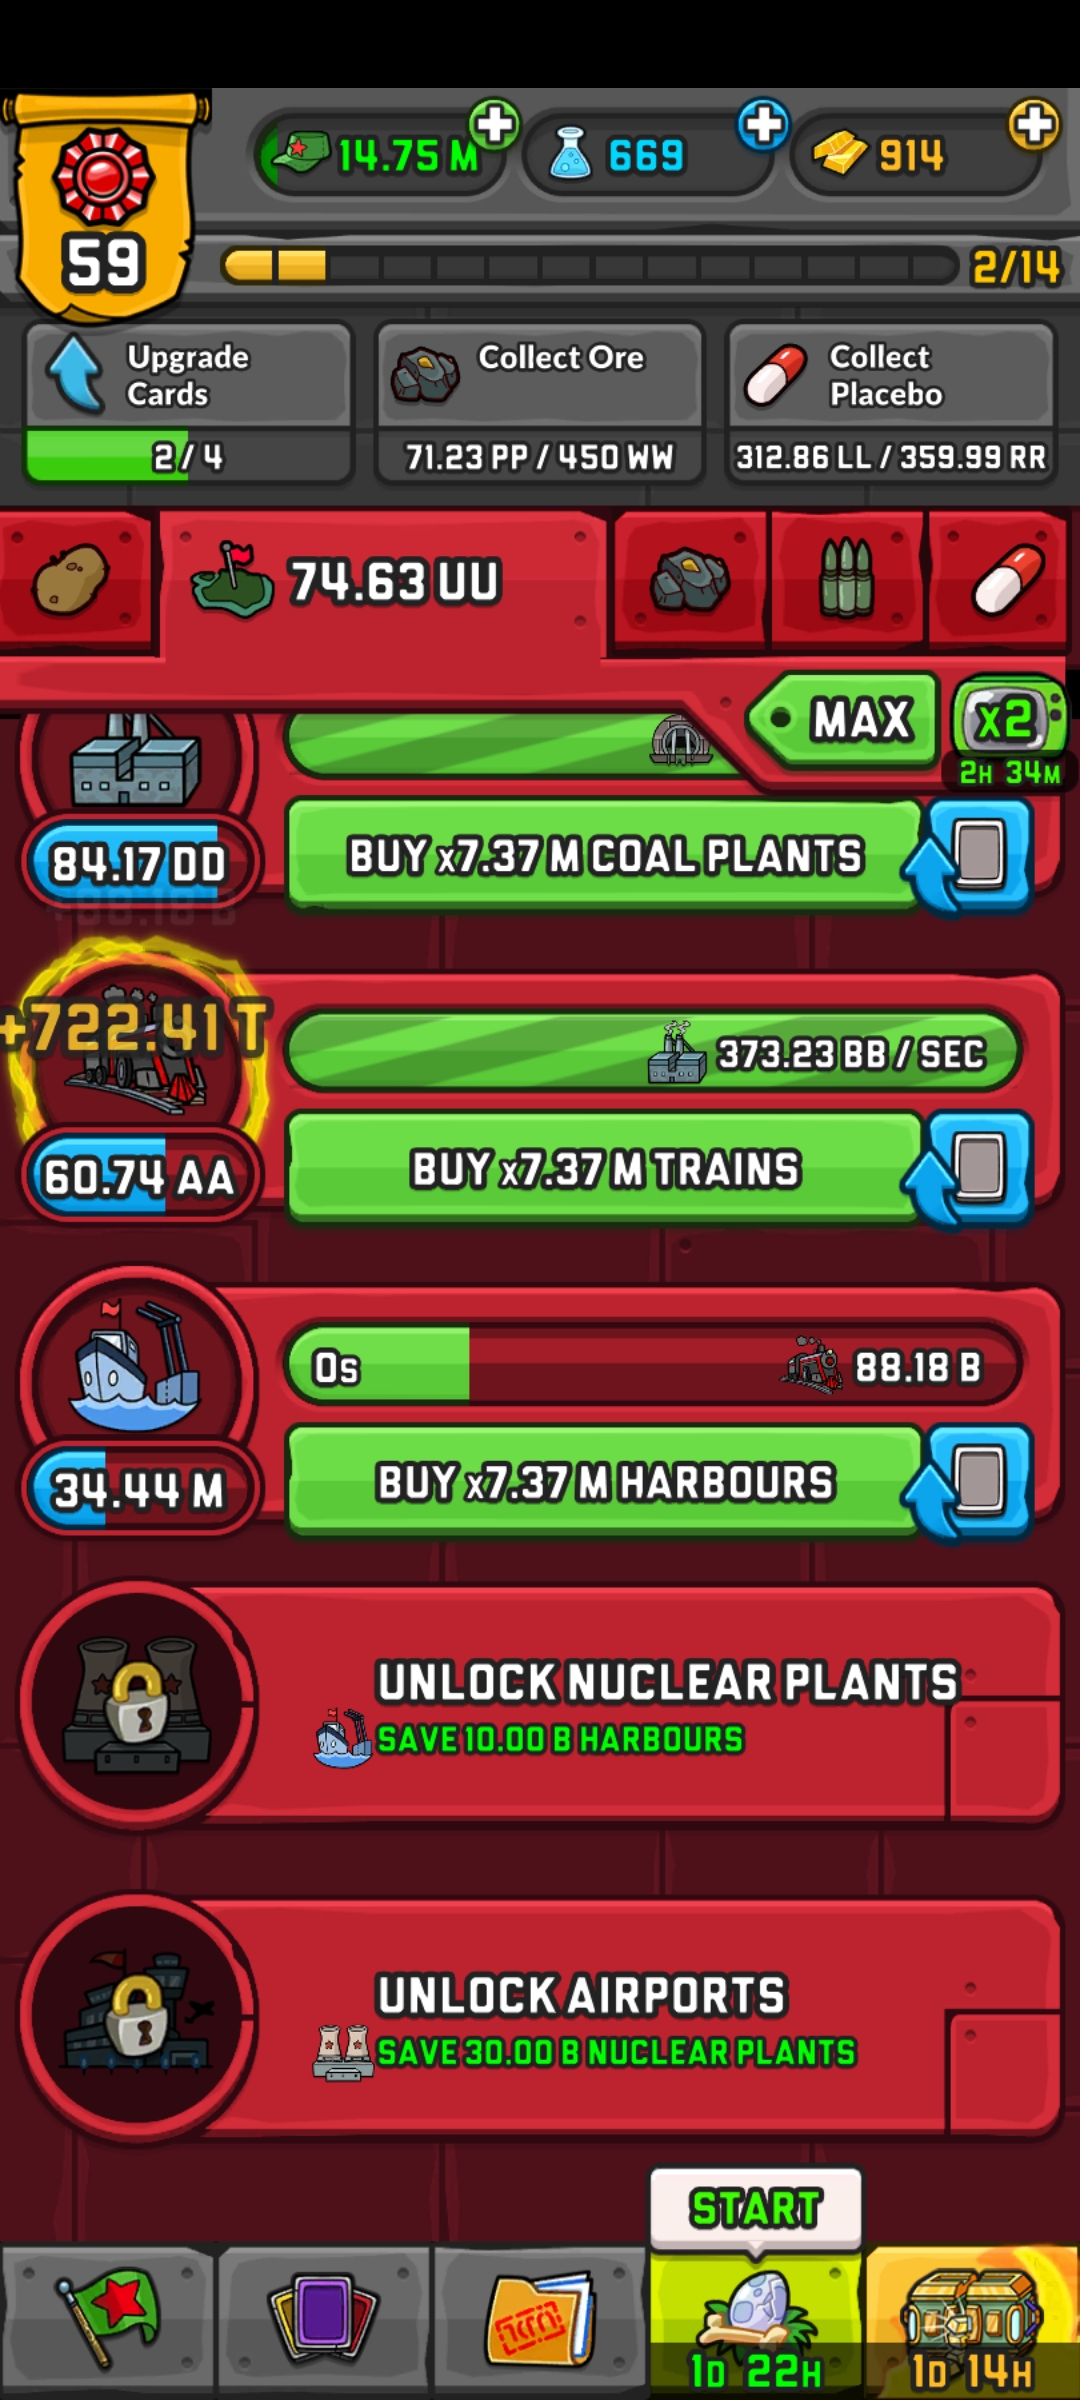 14.75 M
669
914
59
2/14
Upgrade
Cards
Collect Ore
Collect
Placebo
2 / 4
71.23 PP / 450 WW
312.86 LL / 359.99 RR
74.63 UU
MAX
x2
2H 34M
84.17 DD
BUY x7.37 M COAL PLANTS
+88.18 B
+722.41 T
373.23 BB / SEC
60.74 AA
BUY x7.37 M TRAINS
0s
88.18 B
34.44 M
BUY x7.37 M HARBOURS
UNLOCK NUCLEAR PLANTS
SAVE 10.00 B HARBOURS
UNLOCK AIRPORTS
SAVE 30.00 B NUCLEAR PLANTS
START
1D 22H
1D 14H